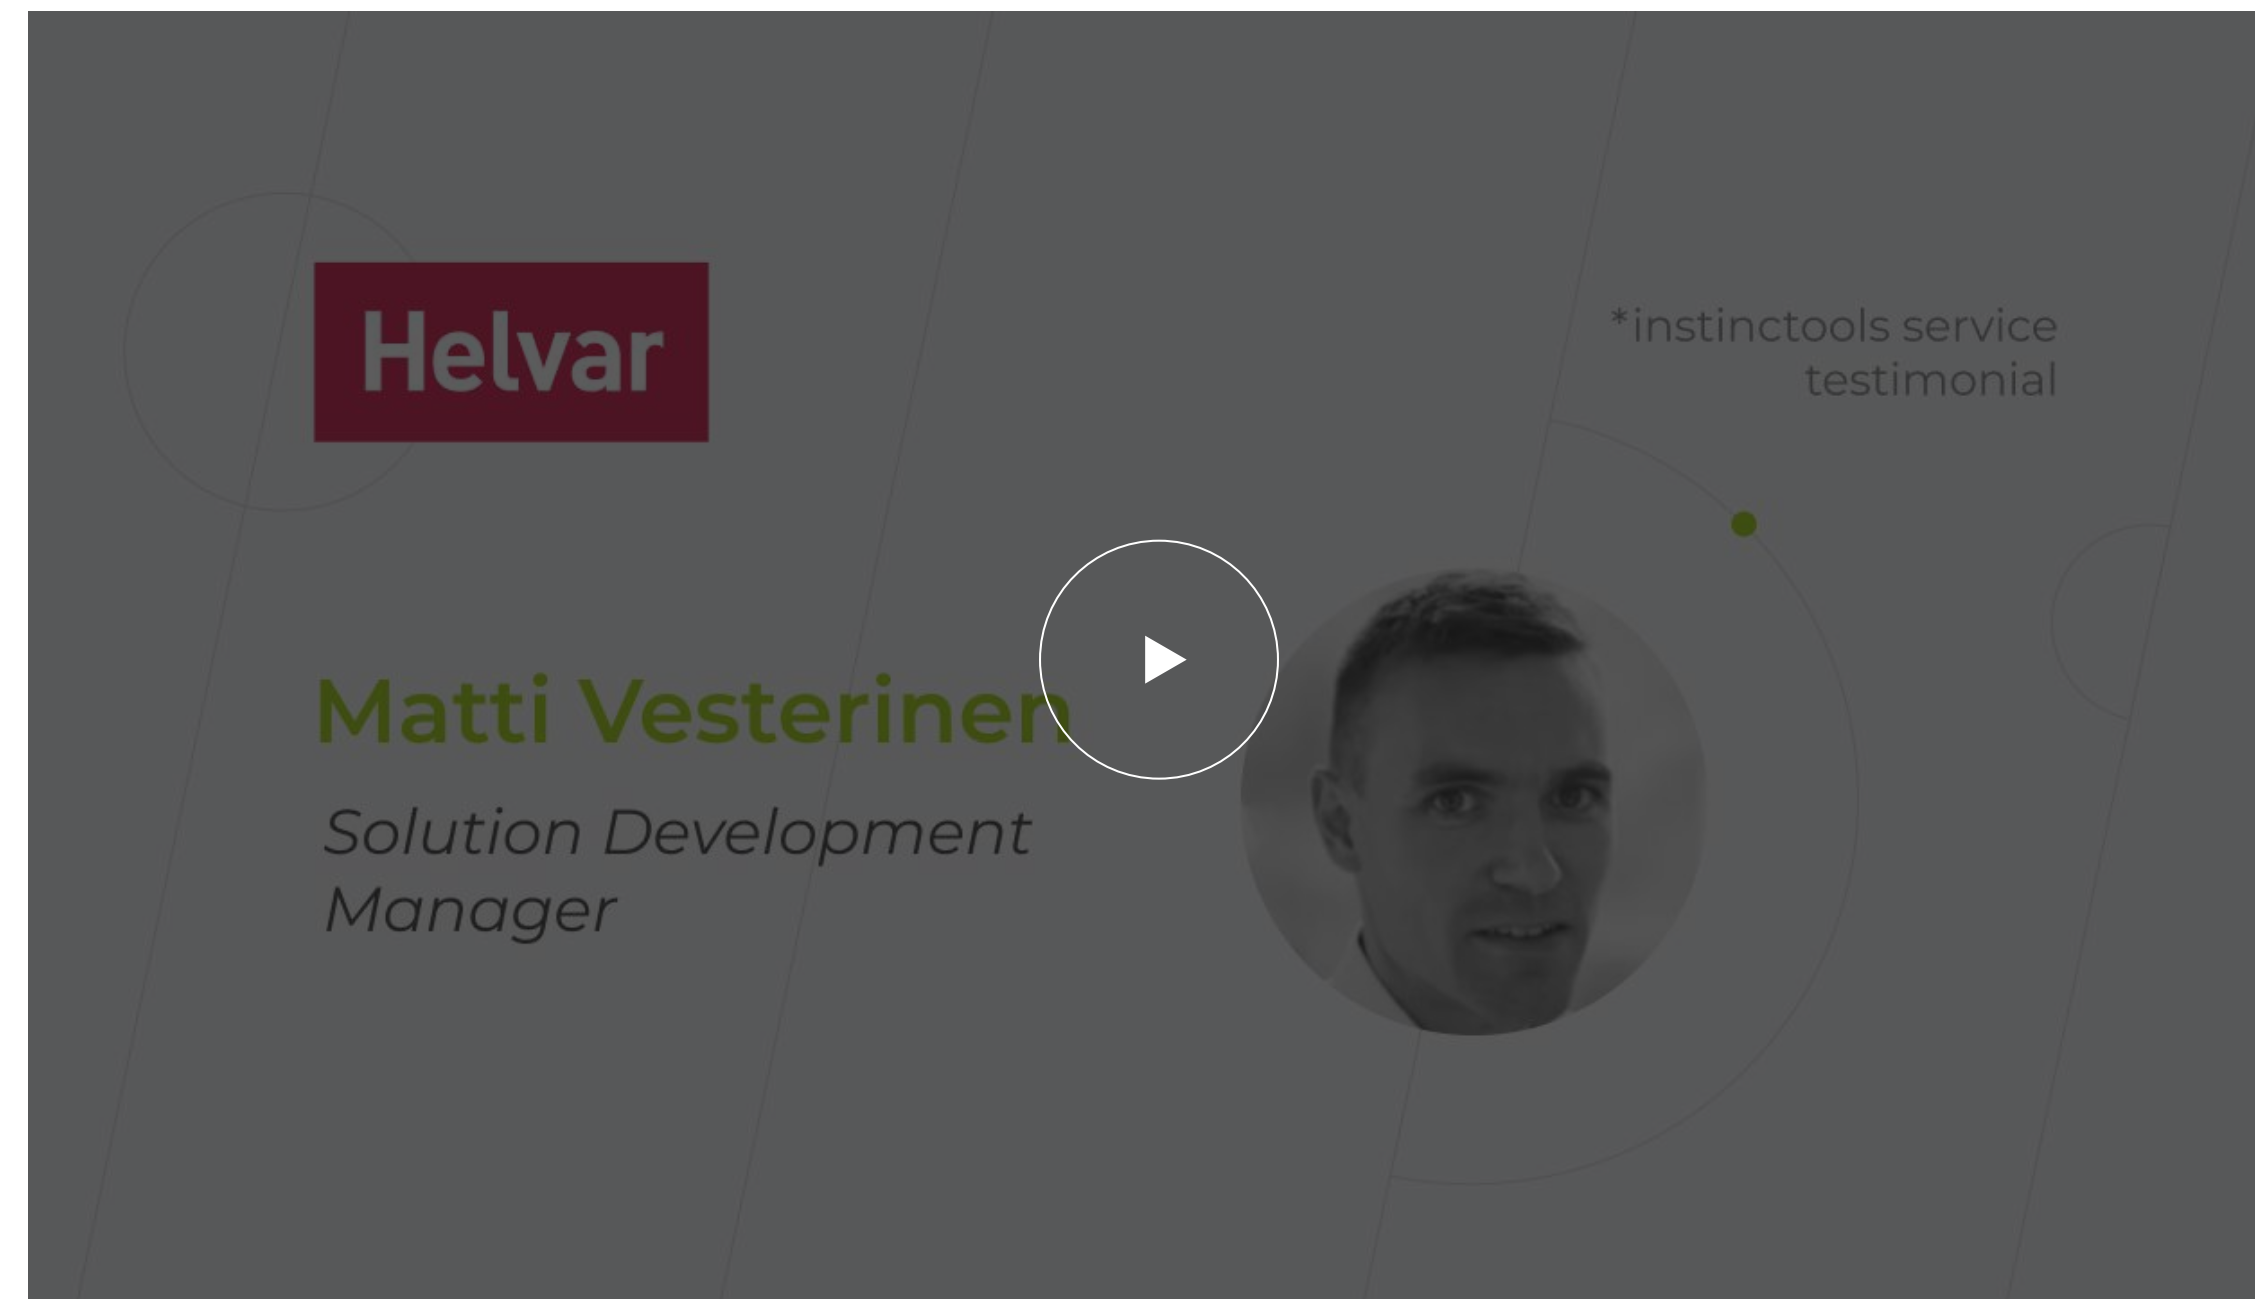 Helvar
*instinctools service
testimonial
Matti Vesterinen
Solution Development
Manager